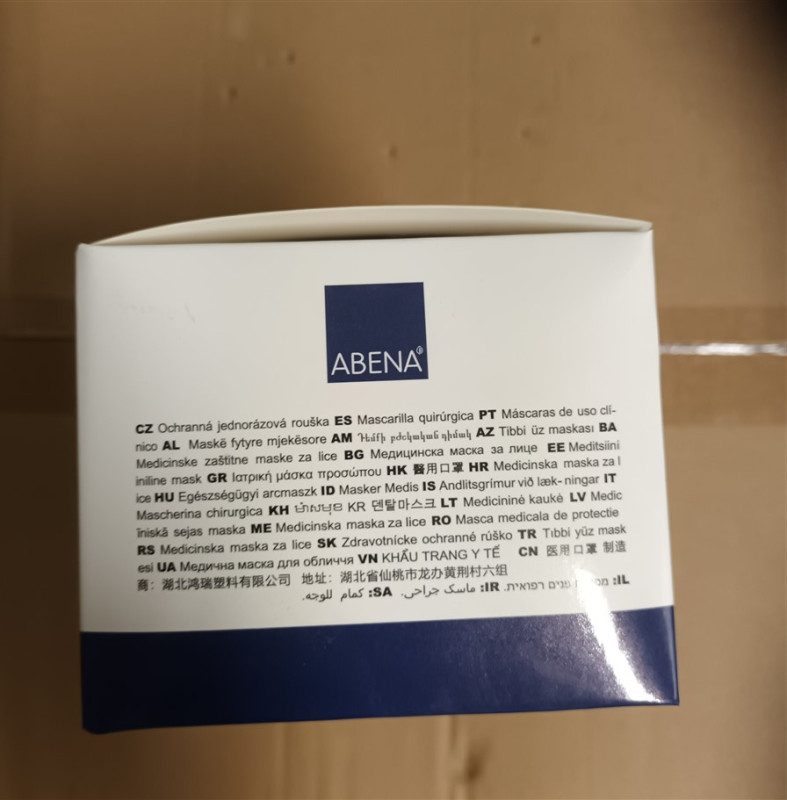 ABENA®
CZ Ochranná jednorázová rouška ES Mascarilla quirúrgica PT Máscaras de uso clí-
nico AL Maskë fytyre mjekësore AM Դեմքի բժշկական դիմակ AZ Tibbi üz maskası BA
Medicinske zaštitne maske za lice BG Медицинска маска за лице EE Meditsiini
iniline mask GR Ιατρική μάσκα προσώπου HK 醫用口罩 HR Medicinska maska za l
ice HU Egészségügyi arcmaszk ID Masker Medis IS Andlitsgrímur við læk- ningar IT
Mascherina chirurgica KH KR 덴탈마스크 LT Medicininė kaukė LV Medic
īniskā sejas maska ME Medicinska maska za lice RO Masca medicala de protectie
RS Medicinska maska za lice SK Zdravotnícke ochranné rúško TR Tıbbi yüz mask
esi UA Медична маска для обличчя VN KHẨU TRANG Y TẾ CN 医用口罩 制造
商：湖北鸿瑞塑料有限公司 地址：湖北省仙桃市龙办黄荆村六组
IL: פנים רפואית. IR: ماسک جراحی. SA: كمام للوجه.